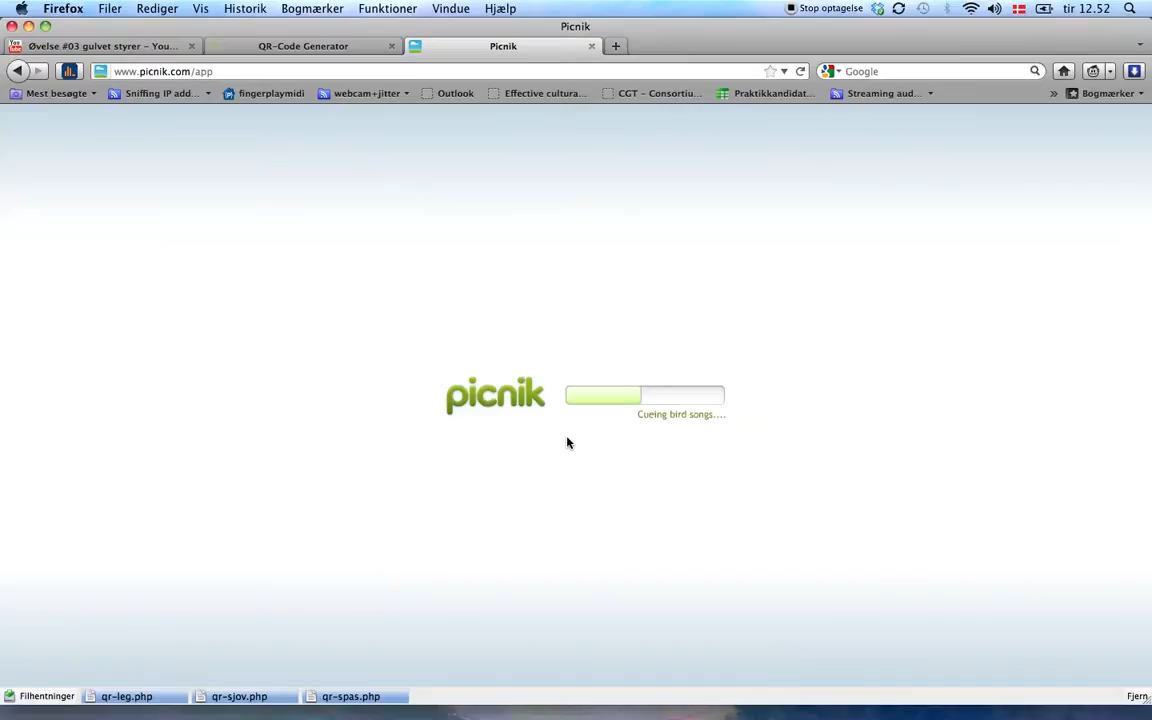 Firefox Filer Rediger Vis Historik Bogmærker Funktioner Vindue Hjælp Stop optagelse tir 12.52
Picnik
You Tube Øvelse #03 gulvet styrer – You... QR-Code Generator Picnik
www.picnik.com/app Google
Mest besøgte Sniffing IP add... fingerplaymidi webcam+jitter Outlook Effective cultura... CGT – Consortiu... Praktikkandidat... Streaming aud... » Bogmærker
picnik
Cueing bird songs....
Filhentninger qr-leg.php qr-sjov.php qr-spas.php Fjern